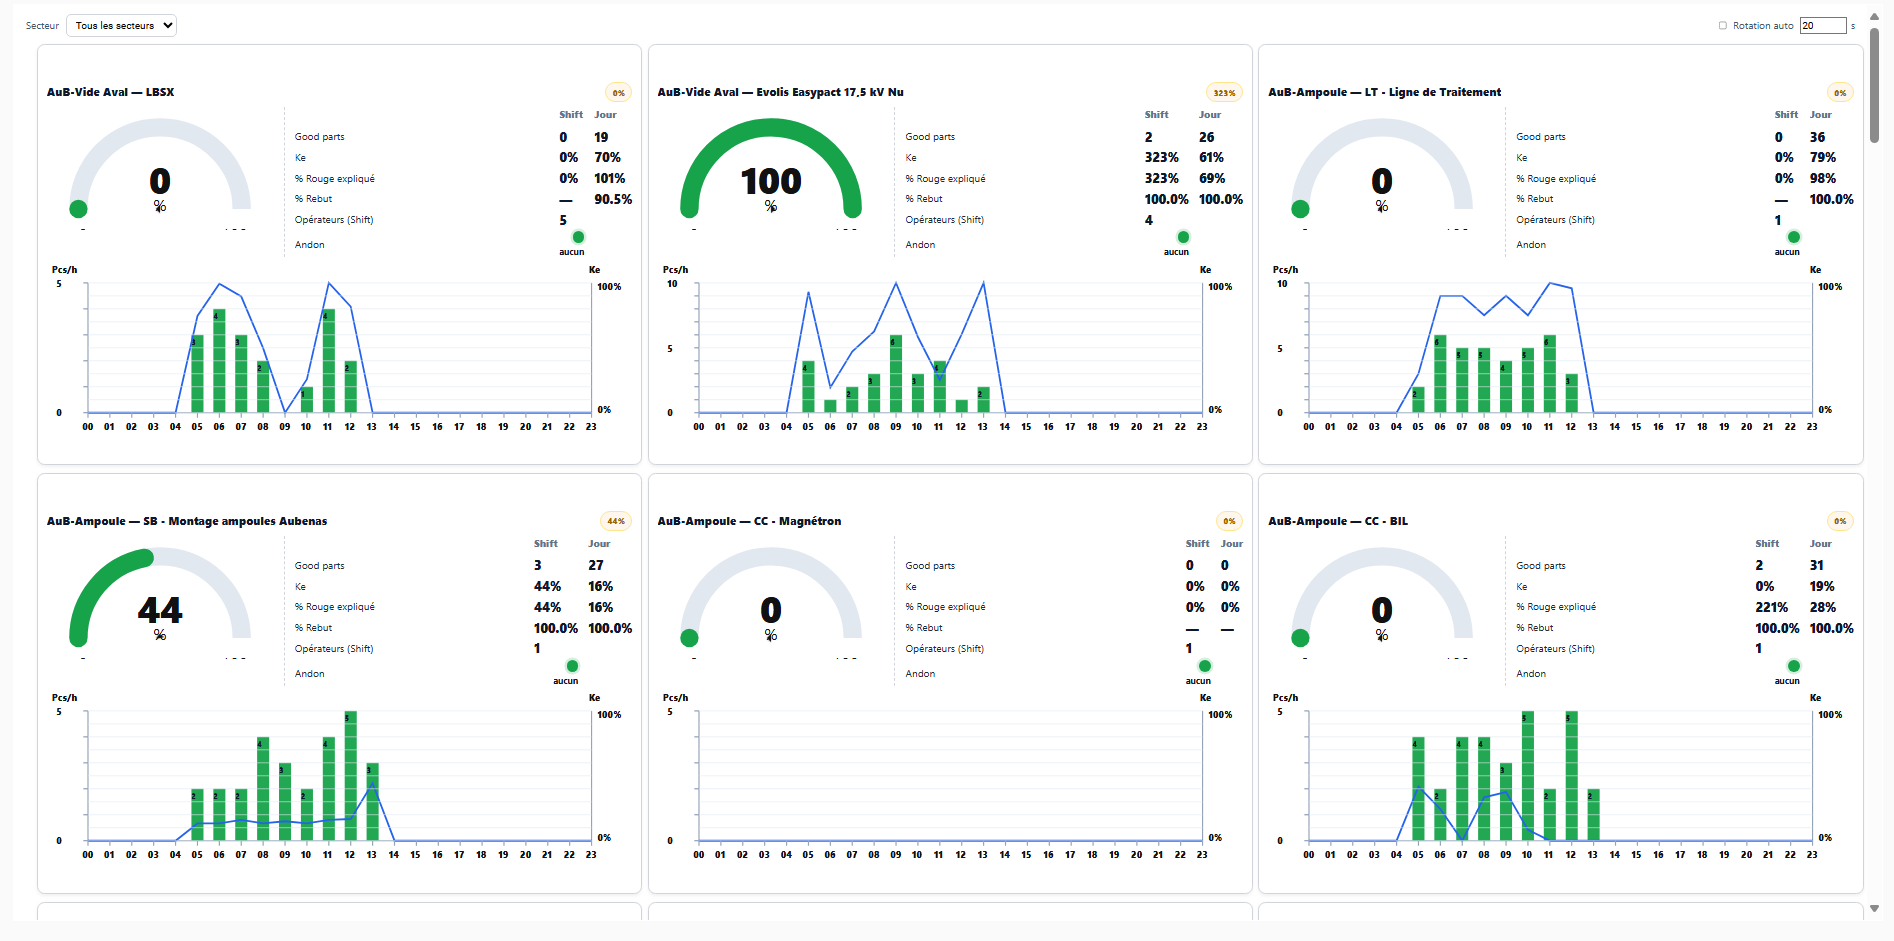 Secteur Tous les secteurs Rotation auto 20 s
AuB-Vide Aval — LBSX 0%
Shift Jour
Good parts 0 19
Ke 0% 70%
% Rouge expliqué 0% 101%
% Rebut — 90.5%
Opérateurs (Shift) 5
Andon aucun
0
%
Pcs/h Ke
5 100%
3 4 3 2 1 4 2
0 0%
00 01 02 03 04 05 06 07 08 09 10 11 12 13 14 15 16 17 18 19 20 21 22 23
AuB-Vide Aval — Evolis Easypact 17,5 kV Nu 323%
Shift Jour
Good parts 2 26
Ke 323% 61%
% Rouge expliqué 323% 69%
% Rebut 100.0% 100.0%
Opérateurs (Shift) 4
Andon aucun
100
%
Pcs/h Ke
10 100%
5
4 2 3 6 3 4 2
0 0%
00 01 02 03 04 05 06 07 08 09 10 11 12 13 14 15 16 17 18 19 20 21 22 23
AuB-Ampoule — LT - Ligne de Traitement 0%
Shift Jour
Good parts 0 36
Ke 0% 79%
% Rouge expliqué 0% 98%
% Rebut — 100.0%
Opérateurs (Shift) 1
Andon aucun
0
%
Pcs/h Ke
10 100%
5
2 6 5 5 4 5 6 3
0 0%
00 01 02 03 04 05 06 07 08 09 10 11 12 13 14 15 16 17 18 19 20 21 22 23
AuB-Ampoule — SB - Montage ampoules Aubenas 44%
Shift Jour
Good parts 3 27
Ke 44% 16%
% Rouge expliqué 44% 16%
% Rebut 100.0% 100.0%
Opérateurs (Shift) 1
Andon aucun
44
%
Pcs/h Ke
5 100%
2 2 2 4 3 2 4 5 3
0 0%
00 01 02 03 04 05 06 07 08 09 10 11 12 13 14 15 16 17 18 19 20 21 22 23
AuB-Ampoule — CC - Magnétron 0%
Shift Jour
Good parts 0 0
Ke 0% 0%
% Rouge expliqué 0% 0%
% Rebut — —
Opérateurs (Shift) 1
Andon aucun
0
%
Pcs/h Ke
5 100%
0 0%
00 01 02 03 04 05 06 07 08 09 10 11 12 13 14 15 16 17 18 19 20 21 22 23
AuB-Ampoule — CC - BIL 0%
Shift Jour
Good parts 2 31
Ke 0% 19%
% Rouge expliqué 221% 28%
% Rebut 100.0% 100.0%
Opérateurs (Shift) 1
Andon aucun
0
%
Pcs/h Ke
5 100%
4 2 4 4 3 5 2 5 2
0 0%
00 01 02 03 04 05 06 07 08 09 10 11 12 13 14 15 16 17 18 19 20 21 22 23